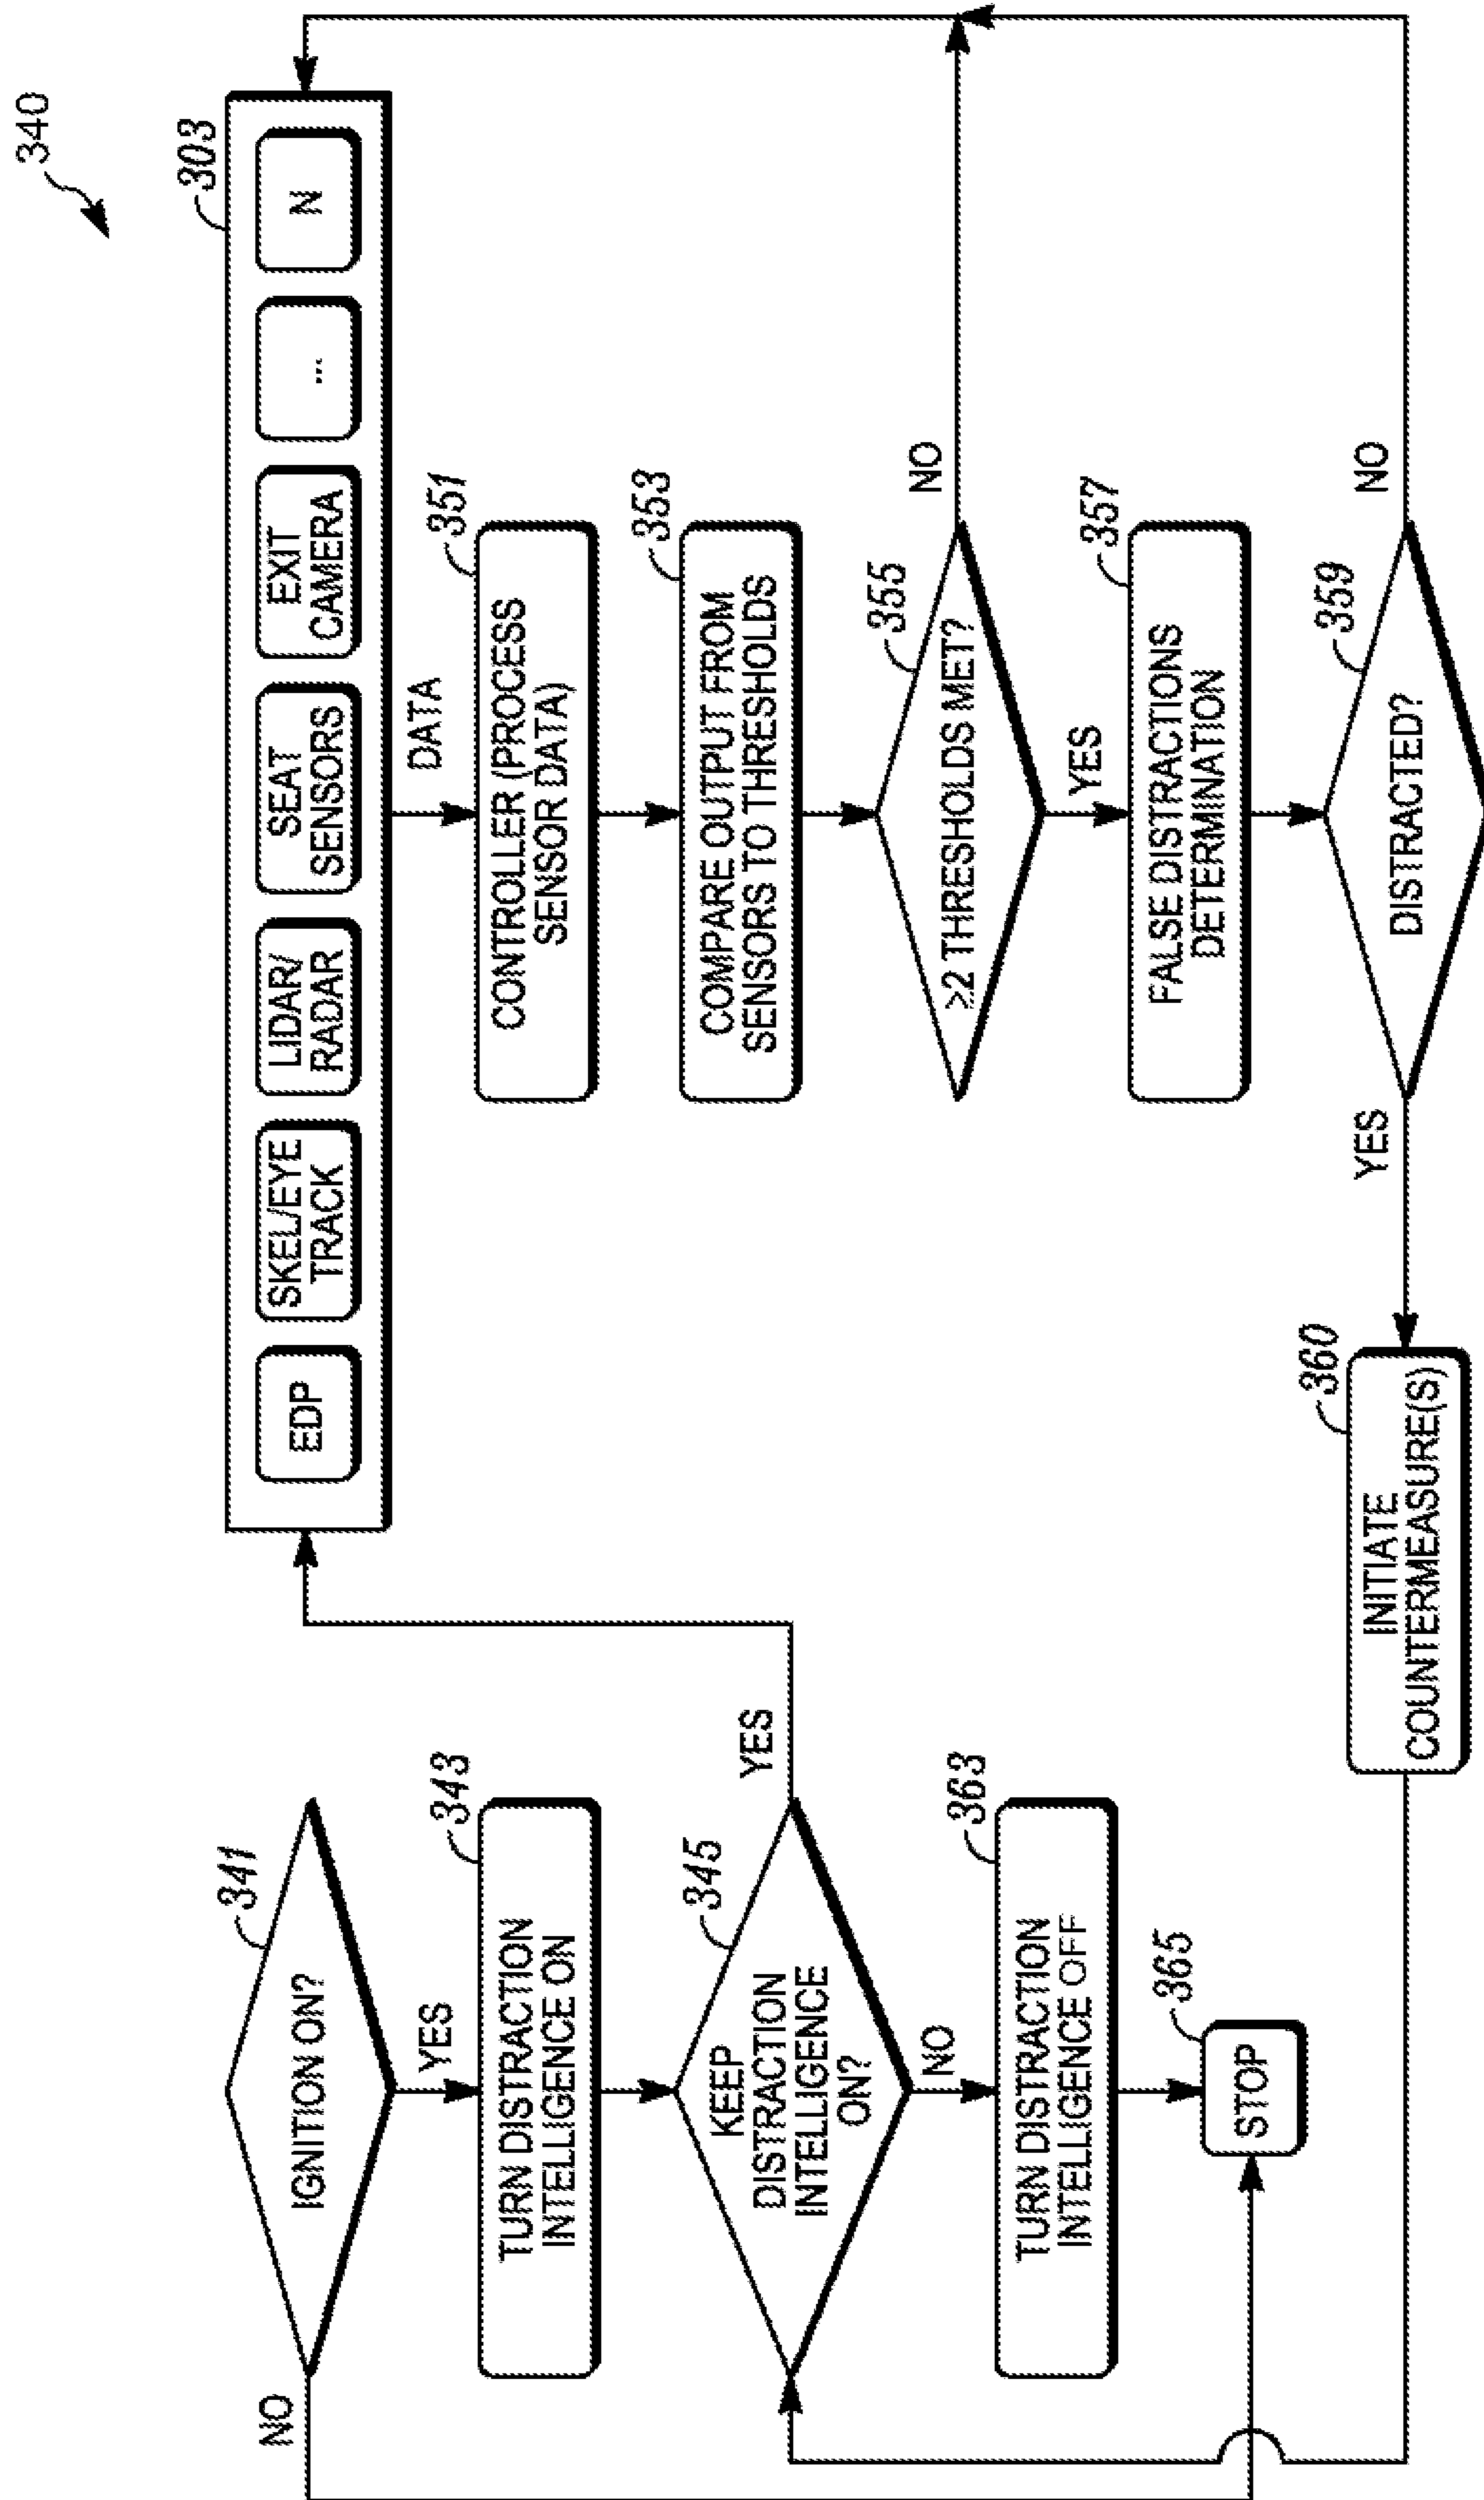 340
341
IGNITION ON?
NO
YES
343
TURN DISTRACTION
INTELLIGENCE ON
345
KEEP
DISTRACTION
INTELLIGENCE
ON?
YES
NO
363
TURN DISTRACTION
INTELLIGENCE OFF
365
STOP
303
EDP
SKEL/EYE
TRACK
LIDAR/
RADAR
SEAT
SENSORS
EXIT
CAMERA
...
N
DATA
351
CONTROLLER (PROCESS
SENSOR DATA)
353
COMPARE OUTPUT FROM
SENSORS TO THRESHOLDS
355
≥2 THRESHOLDS MET?
NO
YES
357
FALSE DISTRACTIONS
DETERMINATION
359
DISTRACTED?
NO
YES
360
INITIATE
COUNTERMEASURE(S)